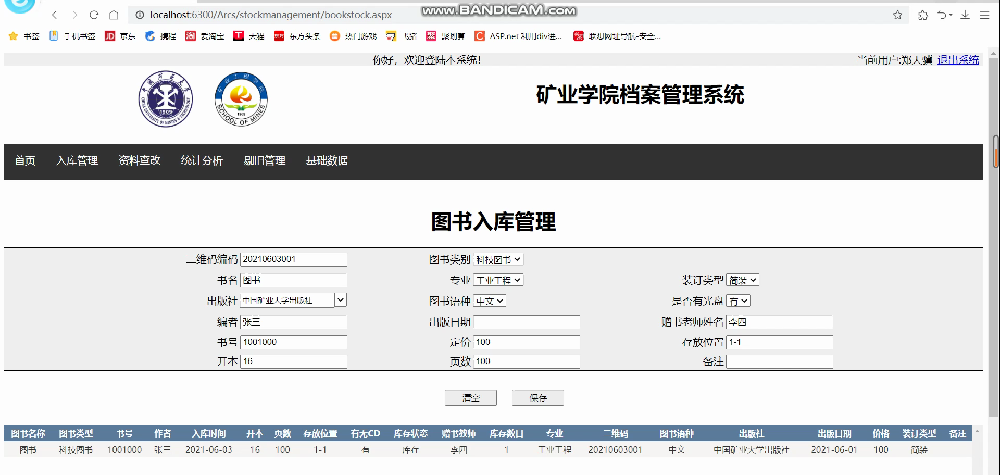 localhost:6300/Arcs/stockmanagement/bookstock.aspx
www.BANDICAM.com
书签 手机书签 京东 携程 爱淘宝 天猫 东方头条 热门游戏 飞猪 聚划算 ASP.net 利用div进... 联想网址导航-安全...
你好，欢迎登陆本系统！ 当前用户:郑天骥 退出系统
CHINA UNIVERSITY OF MINING & TECHNOLOGY
1909
矿业工程学院
SCHOOL OF MINES
1909
矿业学院档案管理系统
首页 入库管理 资料查改 统计分析 剔旧管理 基础数据
图书入库管理
二维码编码 20210603001 图书类别 科技图书
书名 图书 专业 工业工程 装订类型 简装
出版社 中国矿业大学出版社 图书语种 中文 是否有光盘 有
编者 张三 出版日期 赠书老师姓名 李四
书号 1001000 定价 100 存放位置 1-1
开本 16 页数 100 备注
清空 保存
图书名称 图书类型 书号 作者 入库时间 开本 页数 存放位置 有无CD 库存状态 赠书教师 库存数目 专业 二维码 图书语种 出版社 出版日期 价格 装订类型 备注
图书 科技图书 1001000 张三 2021-06-03 16 100 1-1 有 库存 李四 1 工业工程 20210603001 中文 中国矿业大学出版社 2021-06-01 100 简装